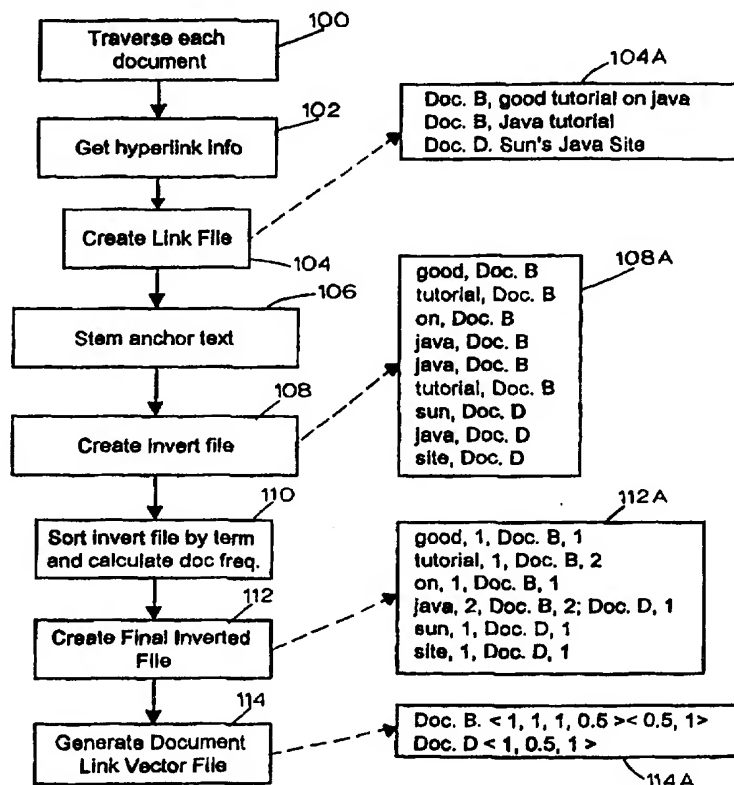 Traverse each
document
100
Get hyperlink info
102
Create Link File
104
104A
Doc. B, good tutorial on java
Doc. B, Java tutorial
Doc. D. Sun's Java Site
106
Stem anchor text
108
Create invert file
108A
good, Doc. B
tutorial, Doc. B
on, Doc. B
java, Doc. B
java, Doc. B
tutorial, Doc. B
sun, Doc. D
java, Doc. D
site, Doc. D
110
Sort invert file by term
and calculate doc freq.
112
Create Final Inverted
File
112A
good, 1, Doc. B, 1
tutorial, 1, Doc. B, 2
on, 1, Doc. B, 1
java, 2, Doc. B, 2; Doc. D, 1
sun, 1, Doc. D, 1
site, 1, Doc. D, 1
114
Generate Document
Link Vector File
Doc. B. < 1, 1, 1, 0.5 >< 0.5, 1>
Doc. D < 1, 0.5, 1 >
114A